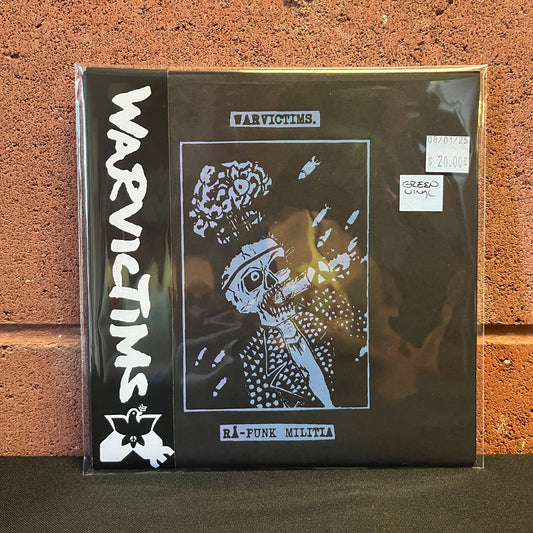 WARVICTIMS
WARVICTIMS.
08/01/25
$ 20.00
GREEN
VINYL
RÅ-PUNK MILITIA